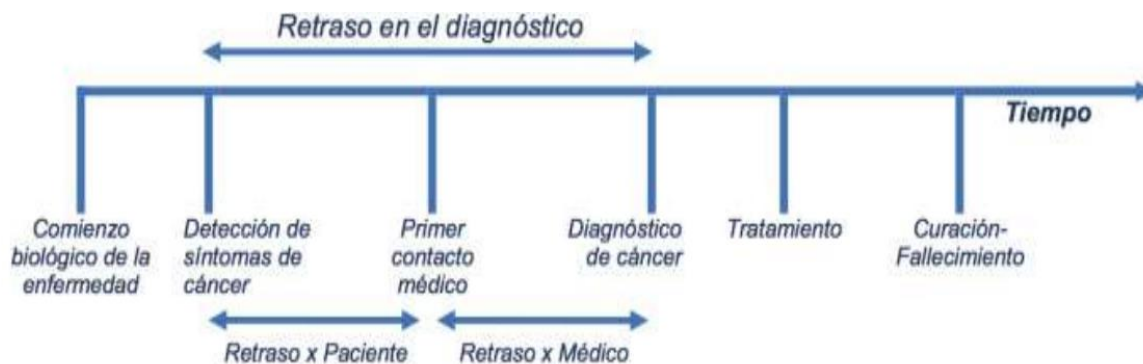 Retraso en el diagnóstico
Tiempo
Comienzo
biológico de la
enfermedad
Detección de
síntomas de
cáncer
Primer
contacto
médico
Diagnóstico
de cáncer
Tratamiento
Curación-
Fallecimiento
Retraso x Paciente
Retraso x Médico